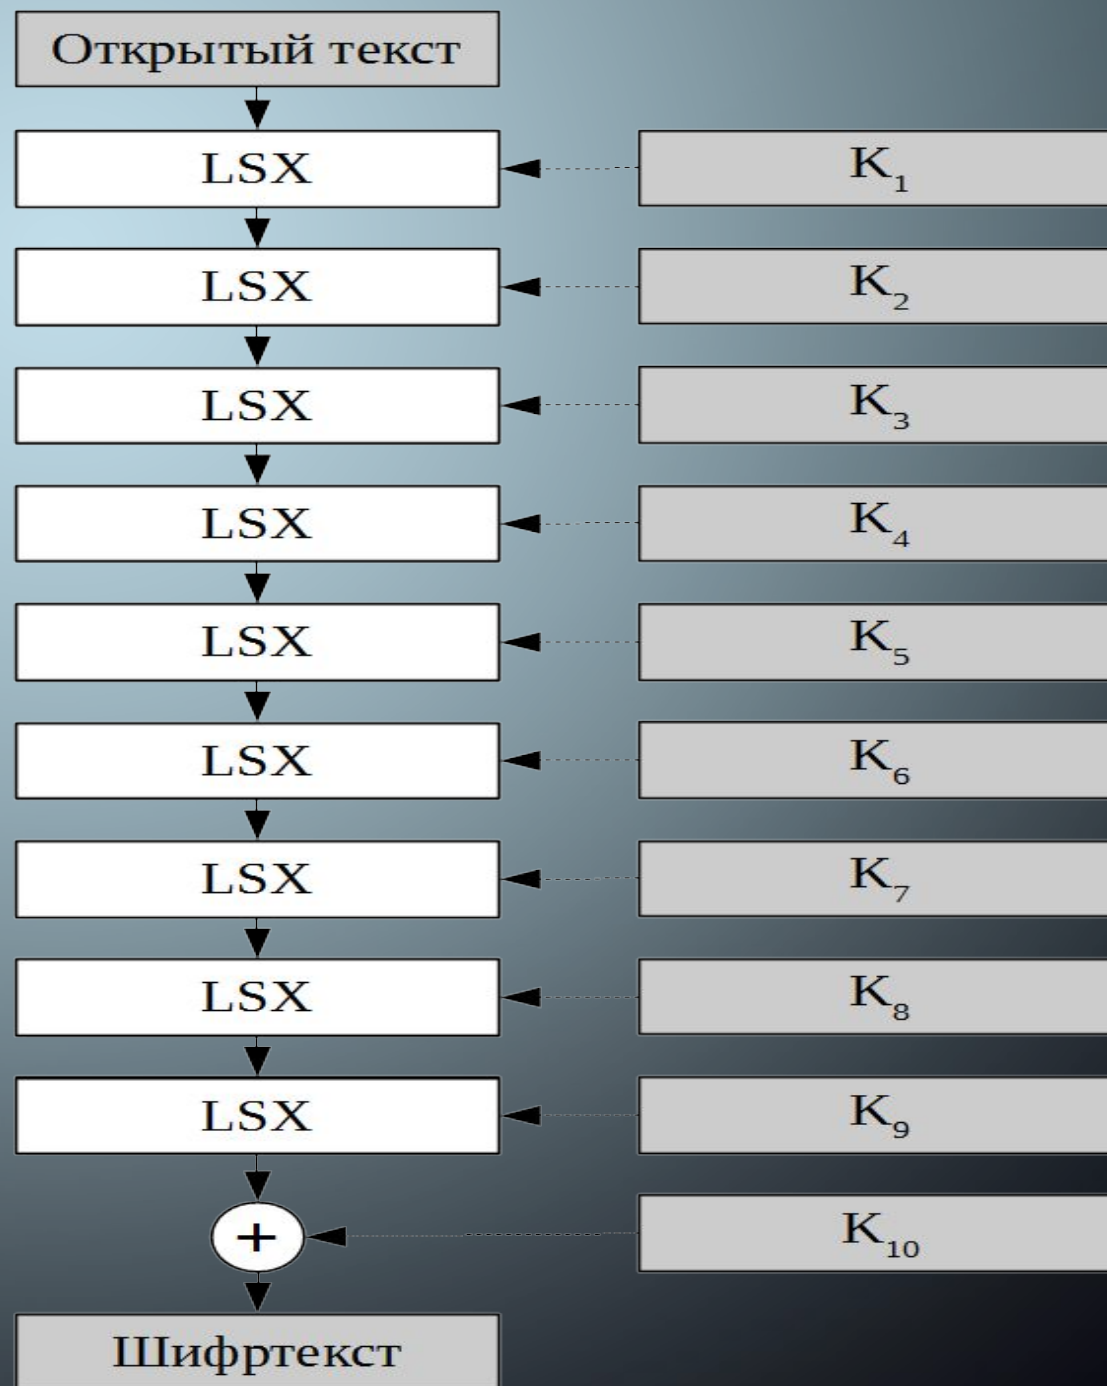 Открытый текст
LSX
K₁
LSX
K₂
LSX
K₃
LSX
K₄
LSX
K₅
LSX
K₆
LSX
K₇
LSX
K₈
LSX
K₉
+
K₁₀
Шифртекст